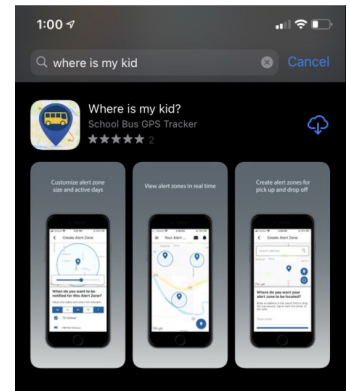 1:00
where is my kid
Cancel
Where is my kid?
School Bus GPS Tracker
★★★★★ 2
Customize alert zone
size and active days
View alert zones in real time
Create alert zones for
pick up and drop off
Create Alert Zone
When do you want to be
notified for this Alert Zone?
Your Alert
Create Alert Zone
Where do you want your
alert zone to be located?